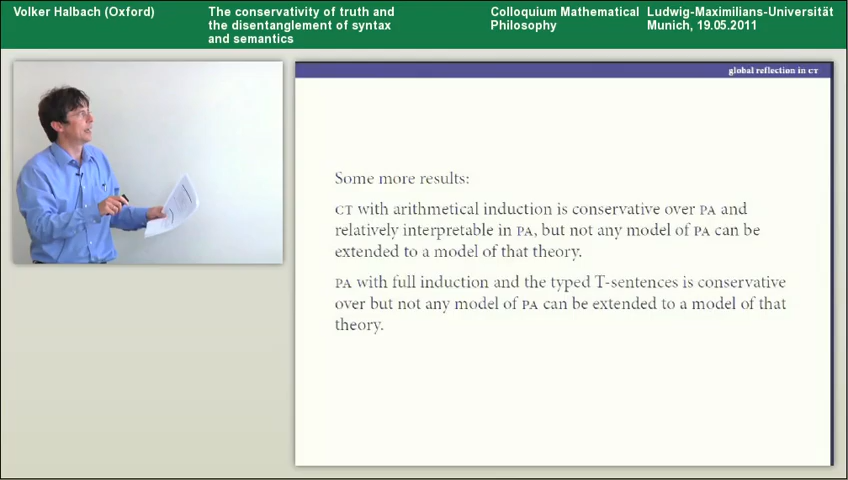 Volker Halbach (Oxford)
The conservativity of truth and
the disentanglement of syntax
and semantics
Colloquium Mathematical
Philosophy
Ludwig-Maximilians-Universität
Munich, 19.05.2011
global reflection in CT
Some more results:
CT with arithmetical induction is conservative over PA and
relatively interpretable in PA, but not any model of PA can be
extended to a model of that theory.
PA with full induction and the typed T-sentences is conservative
over but not any model of PA can be extended to a model of that
theory.